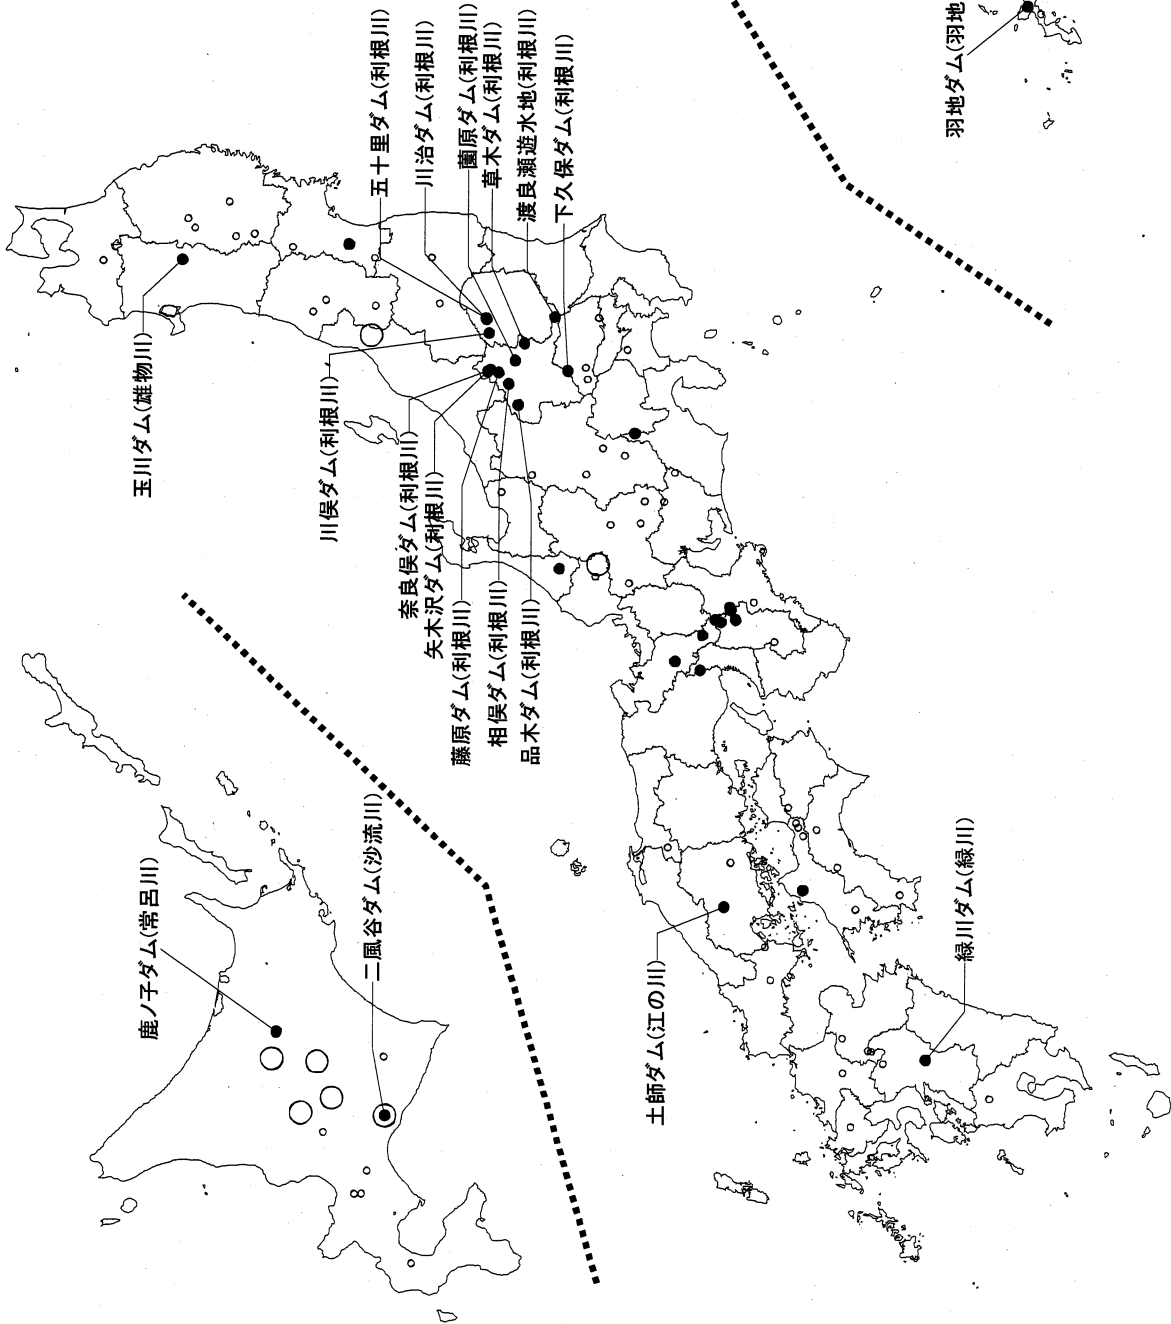 五十里ダム(利根川)
川治ダム(利根川)
薗原ダム(利根川)
草木ダム(利根川)
渡良瀬遊水地(利根川)
下久保ダム(利根川)
羽地ダム(羽地
玉川ダム(雄物川)
川俣ダム(利根川)
奈良俣ダム(利根川)
矢木沢ダム(利根川)
藤原ダム(利根川)
相俣ダム(利根川)
品木ダム(利根川)
鹿ノ子ダム(常呂川)
二風谷ダム(沙流川)
土師ダム(江の川)
緑川ダム(緑川)